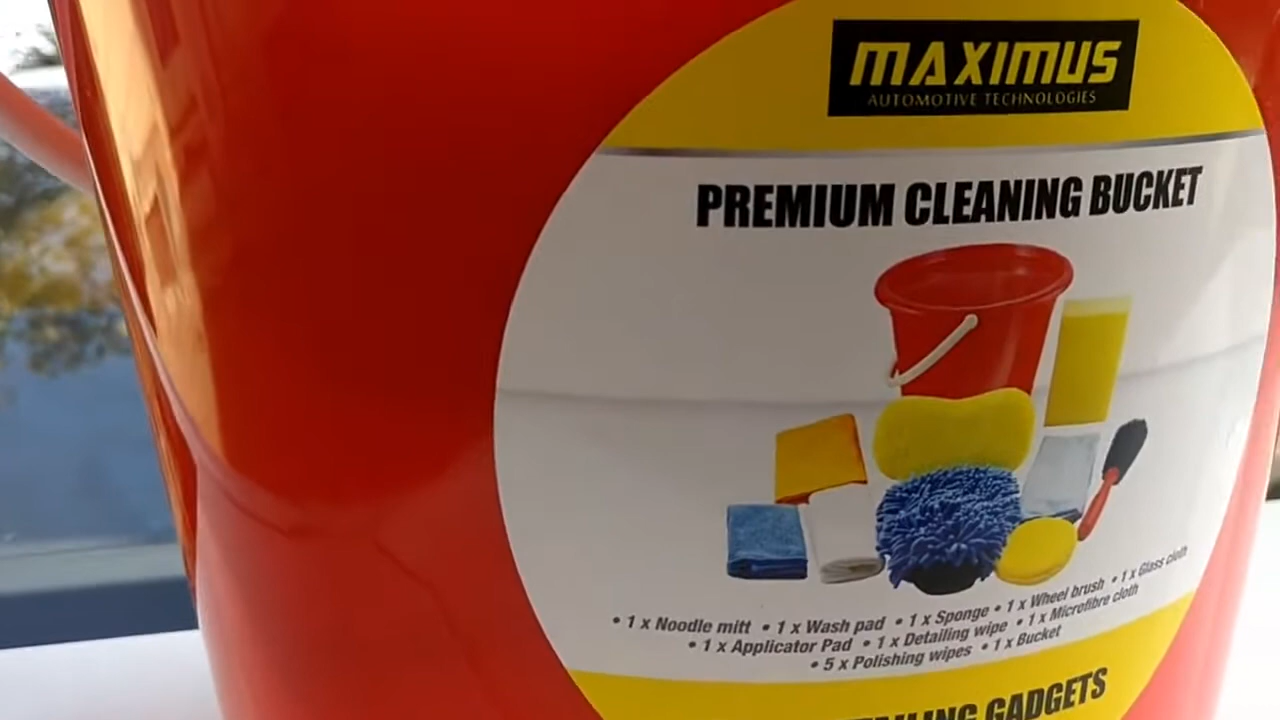 MAXIMUS
AUTOMOTIVE TECHNOLOGIES
PREMIUM CLEANING BUCKET
• 1 x Noodle mitt • 1 x Wash pad • 1 x Sponge • 1 x Wheel brush • 1 x Glass cloth
• 1 x Applicator Pad • 1 x Detailing wipe • 1 x Microfibre cloth
• 5 x Polishing wipes • 1 x Bucket
GADGETS